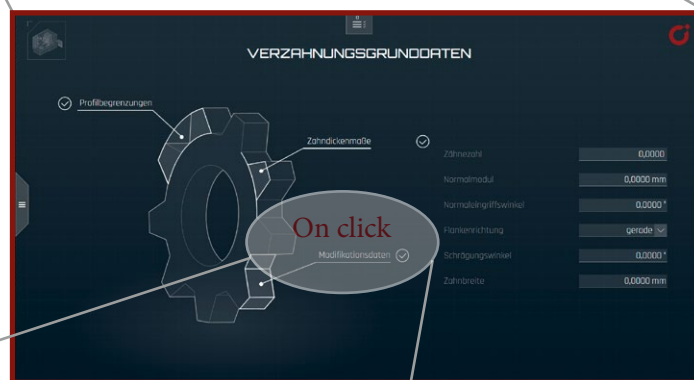 VERZAHNUNGSGRUNDDATEN
Profilbegrenzungen
Zahndickenmaße
Zähnezahl 0,0000
Normalmodul 0,0000 mm
Normaleingriffswinkel 0.0000 °
On click
Flankenrichtung gerade
Modifikationsdaten
Schrägungswinkel 0,0000 °
Zahnbreite 0,0000 mm